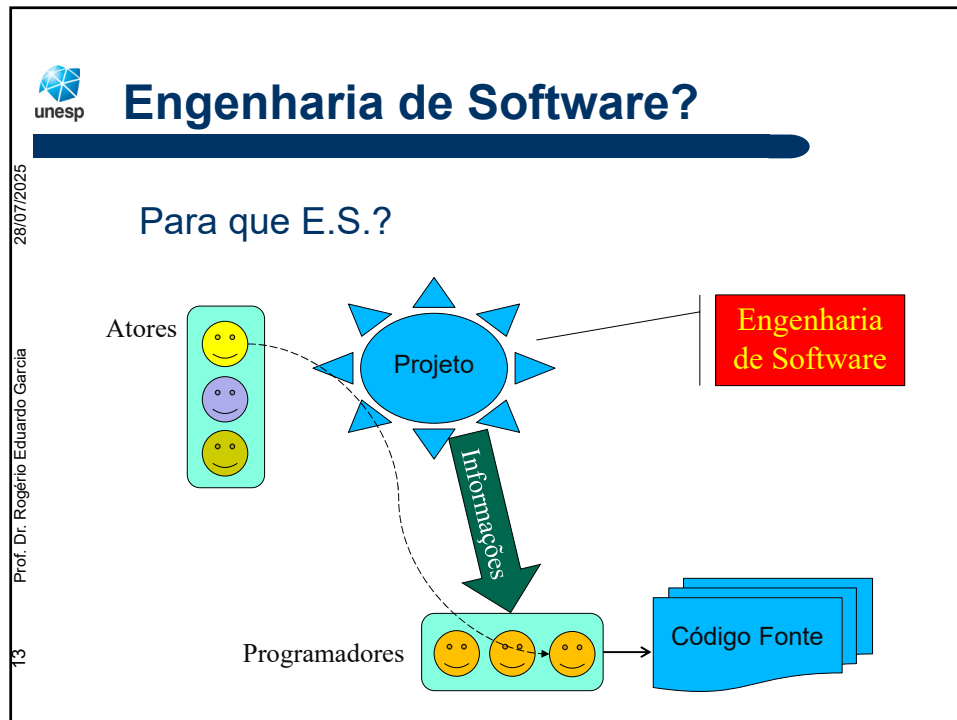 unesp
Engenharia de Software?
28/07/2025
Para que E.S.?
Atores
Projeto
Engenharia
de Software
Informações
Prof. Dr. Rogério Eduardo Garcia
Programadores
Código Fonte
13